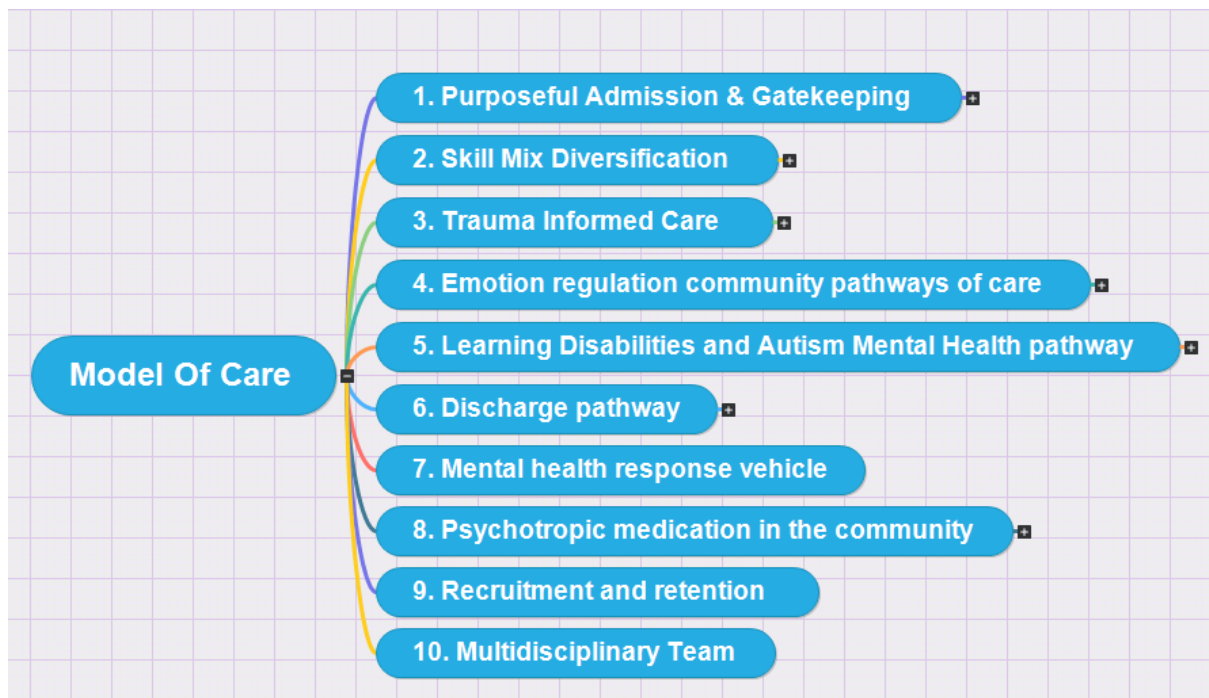 1. Purposeful Admission & Gatekeeping
2. Skill Mix Diversification
3. Trauma Informed Care
4. Emotion regulation community pathways of care
5. Learning Disabilities and Autism Mental Health pathway
Model Of Care
6. Discharge pathway
7. Mental health response vehicle
8. Psychotropic medication in the community
9. Recruitment and retention
10. Multidisciplinary Team